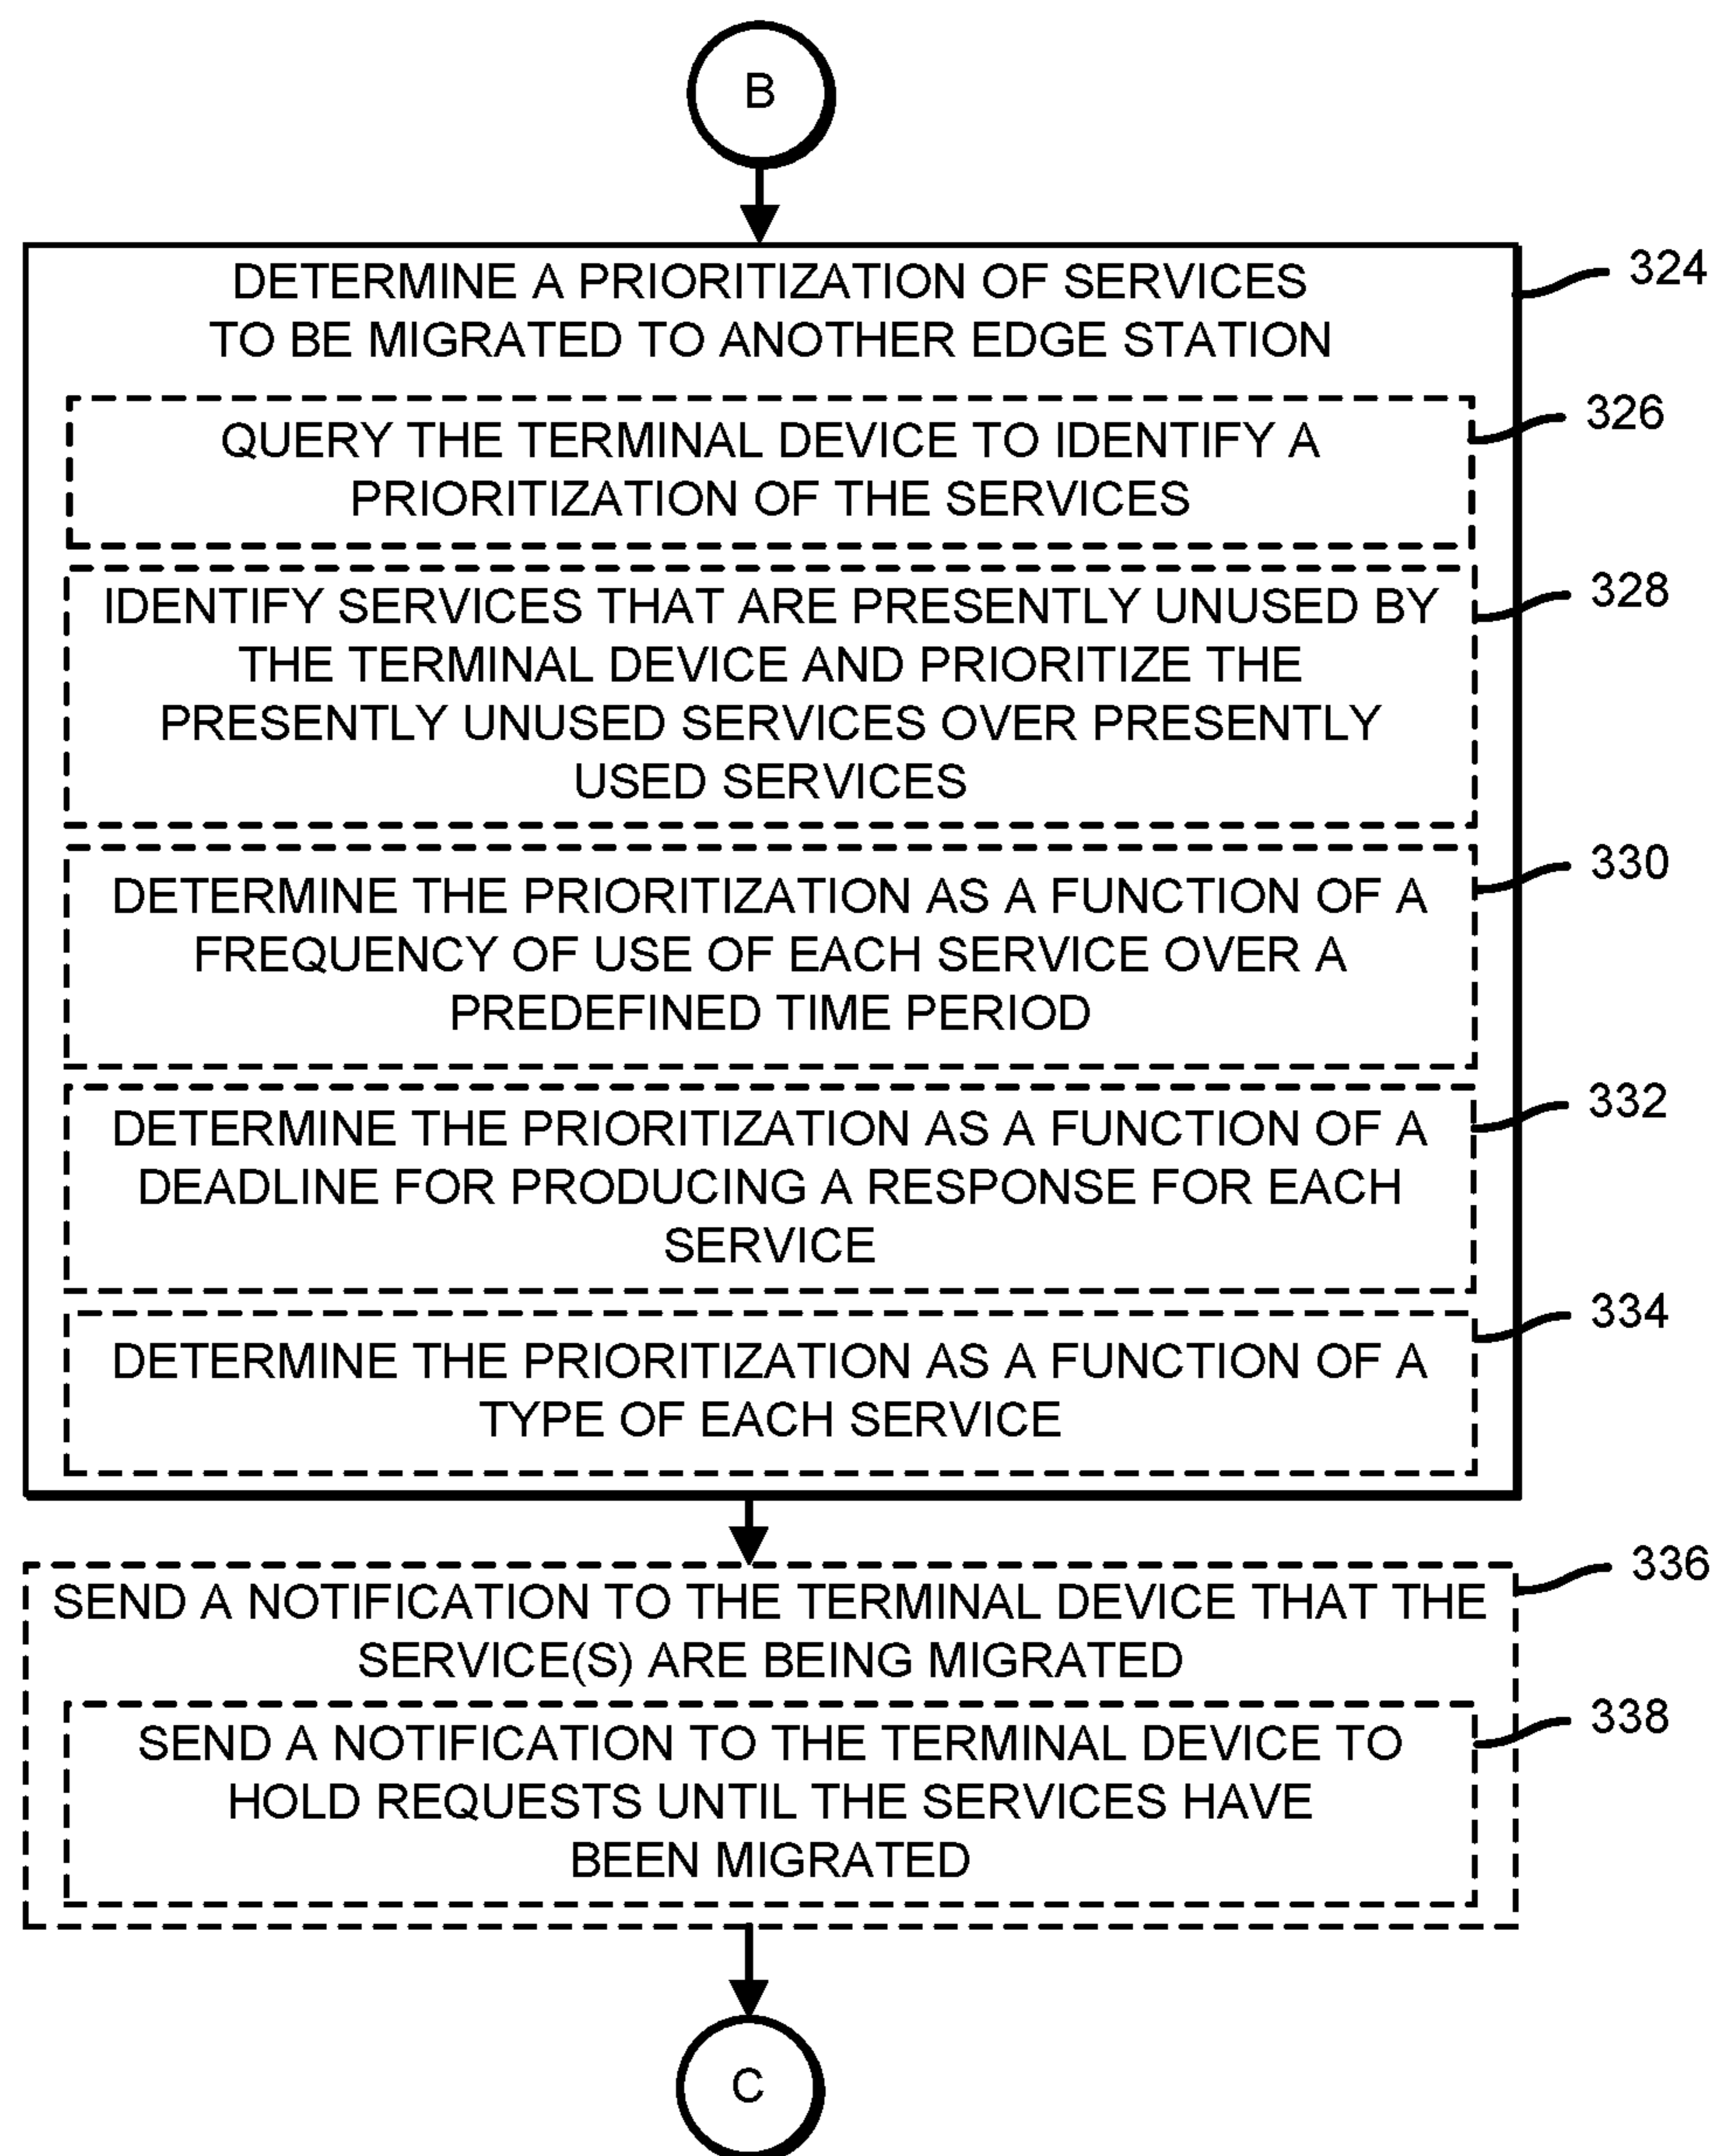 B
DETERMINE A PRIORITIZATION OF SERVICES
TO BE MIGRATED TO ANOTHER EDGE STATION
324
QUERY THE TERMINAL DEVICE TO IDENTIFY A
PRIORITIZATION OF THE SERVICES
326
IDENTIFY SERVICES THAT ARE PRESENTLY UNUSED BY
THE TERMINAL DEVICE AND PRIORITIZE THE
PRESENTLY UNUSED SERVICES OVER PRESENTLY
USED SERVICES
328
DETERMINE THE PRIORITIZATION AS A FUNCTION OF A
FREQUENCY OF USE OF EACH SERVICE OVER A
PREDEFINED TIME PERIOD
330
DETERMINE THE PRIORITIZATION AS A FUNCTION OF A
DEADLINE FOR PRODUCING A RESPONSE FOR EACH
SERVICE
332
DETERMINE THE PRIORITIZATION AS A FUNCTION OF A
TYPE OF EACH SERVICE
334
SEND A NOTIFICATION TO THE TERMINAL DEVICE THAT THE
SERVICE(S) ARE BEING MIGRATED
336
SEND A NOTIFICATION TO THE TERMINAL DEVICE TO
HOLD REQUESTS UNTIL THE SERVICES HAVE
BEEN MIGRATED
338
C